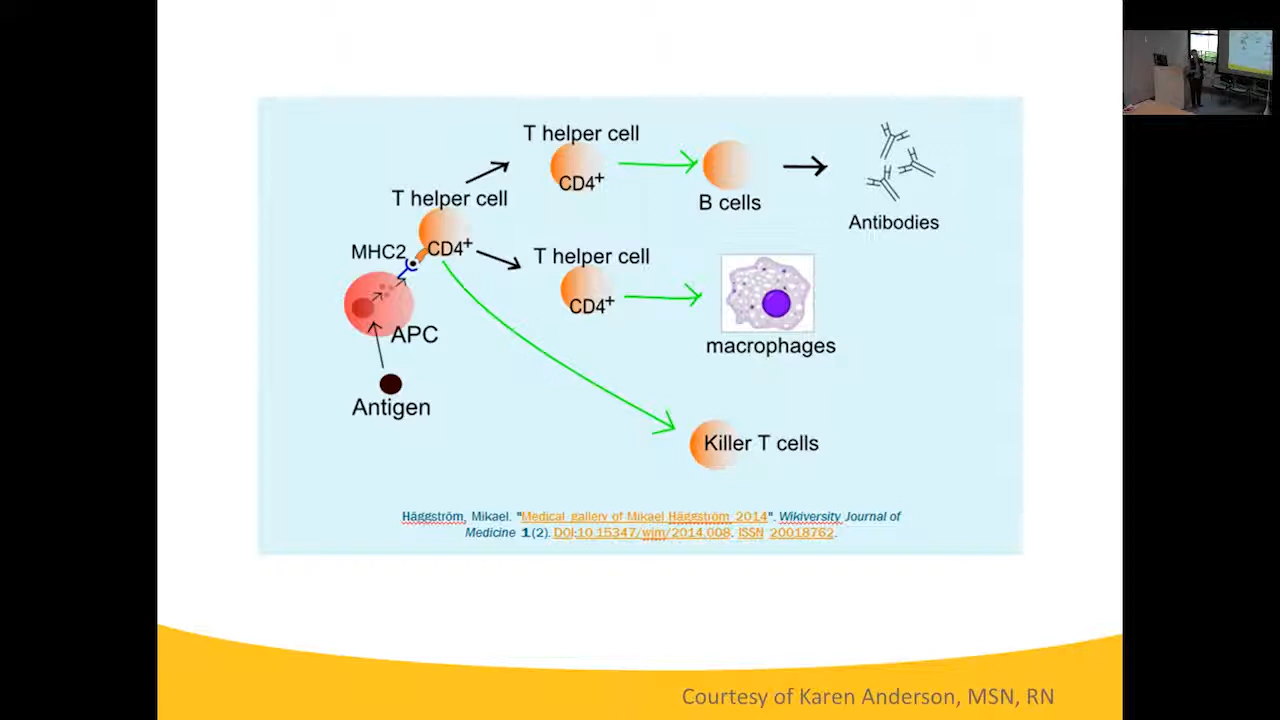 T helper cell
CD4+
B cells
Antibodies
T helper cell
CD4+
MHC2
T helper cell
CD4+
macrophages
APC
Antigen
Killer T cells
Häggström, Mikael. "Medical gallery of Mikael Häggström 2014". Wikiversity Journal of
Medicine 1 (2). DOI:10.15347/wjm/2014.008. ISSN 20018762.
Courtesy of Karen Anderson, MSN, RN